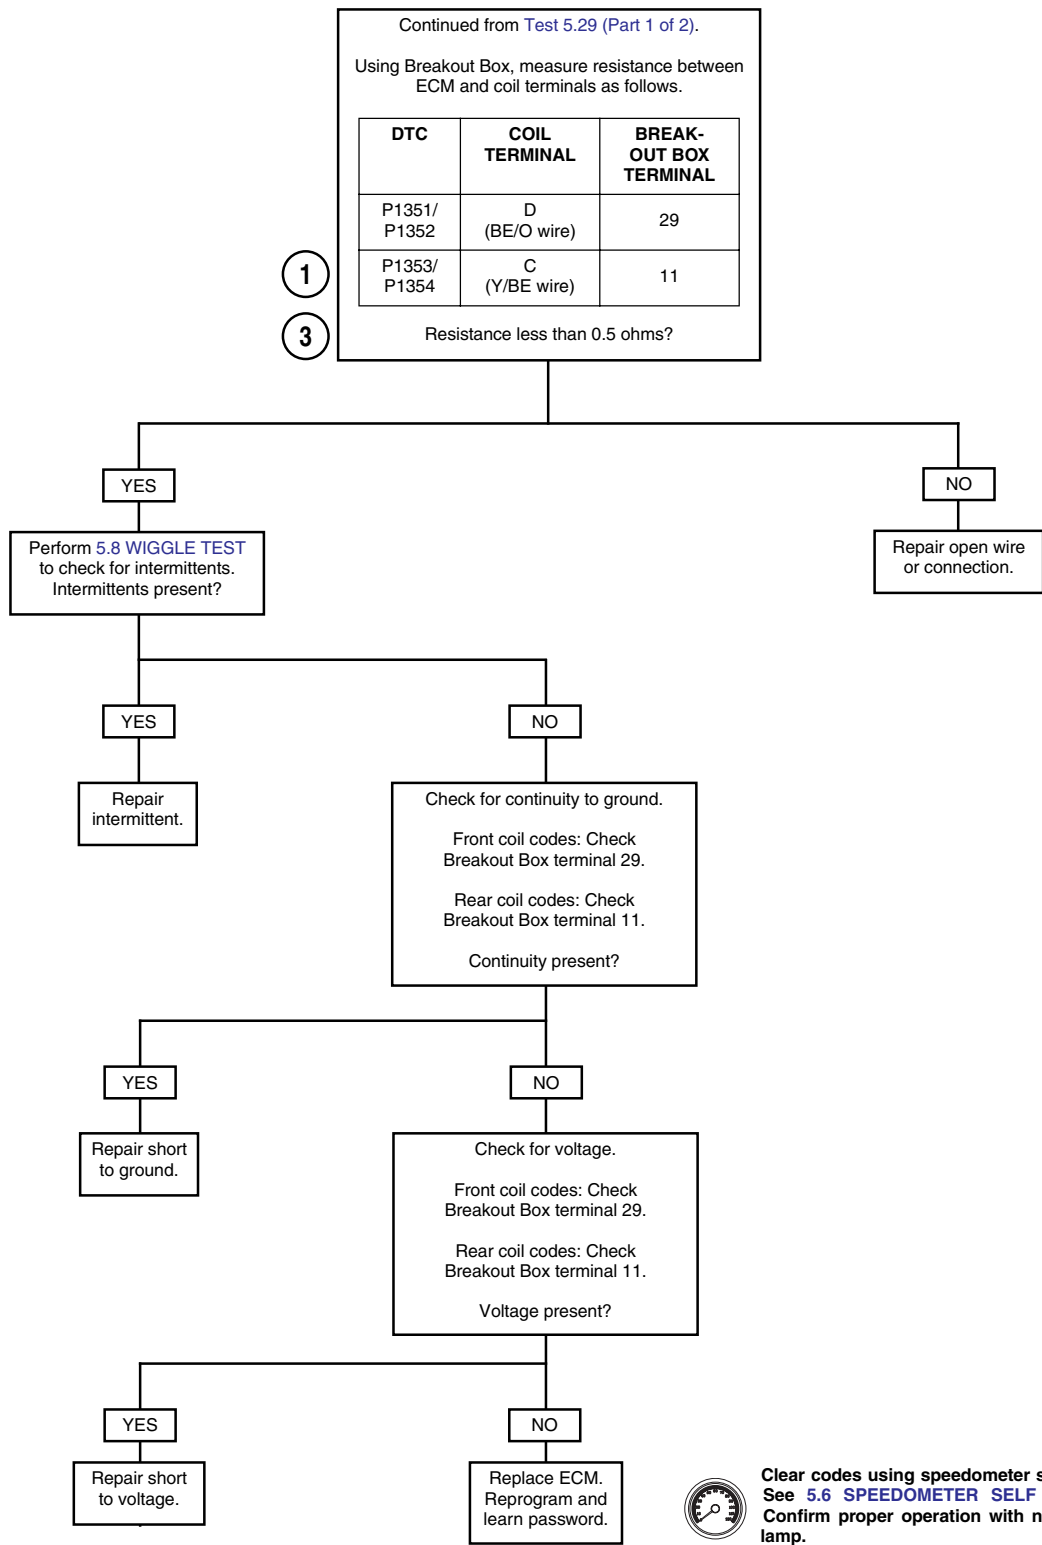 Continued from Test 5.29 (Part 1 of 2).
Using Breakout Box, measure resistance between
ECM and coil terminals as follows.
DTC
COIL
TERMINAL
BREAK-
OUT BOX
TERMINAL
P1351/
P1352
D
(BE/O wire)
29
1
P1353/
P1354
C
(Y/BE wire)
11
3
Resistance less than 0.5 ohms?
YES
NO
Perform 5.8 WIGGLE TEST
to check for intermittents.
Intermittents present?
Repair open wire
or connection.
YES
NO
Repair
intermittent.
Check for continuity to ground.
Front coil codes: Check
Breakout Box terminal 29.
Rear coil codes: Check
Breakout Box terminal 11.
Continuity present?
YES
NO
Repair short
to ground.
Check for voltage.
Front coil codes: Check
Breakout Box terminal 29.
Rear coil codes: Check
Breakout Box terminal 11.
Voltage present?
YES
NO
Repair short
to voltage.
Replace ECM.
Reprogram and
learn password.
Clear codes using speedometer
See 5.6 SPEEDOMETER SELF
Confirm proper operation with
lamp.